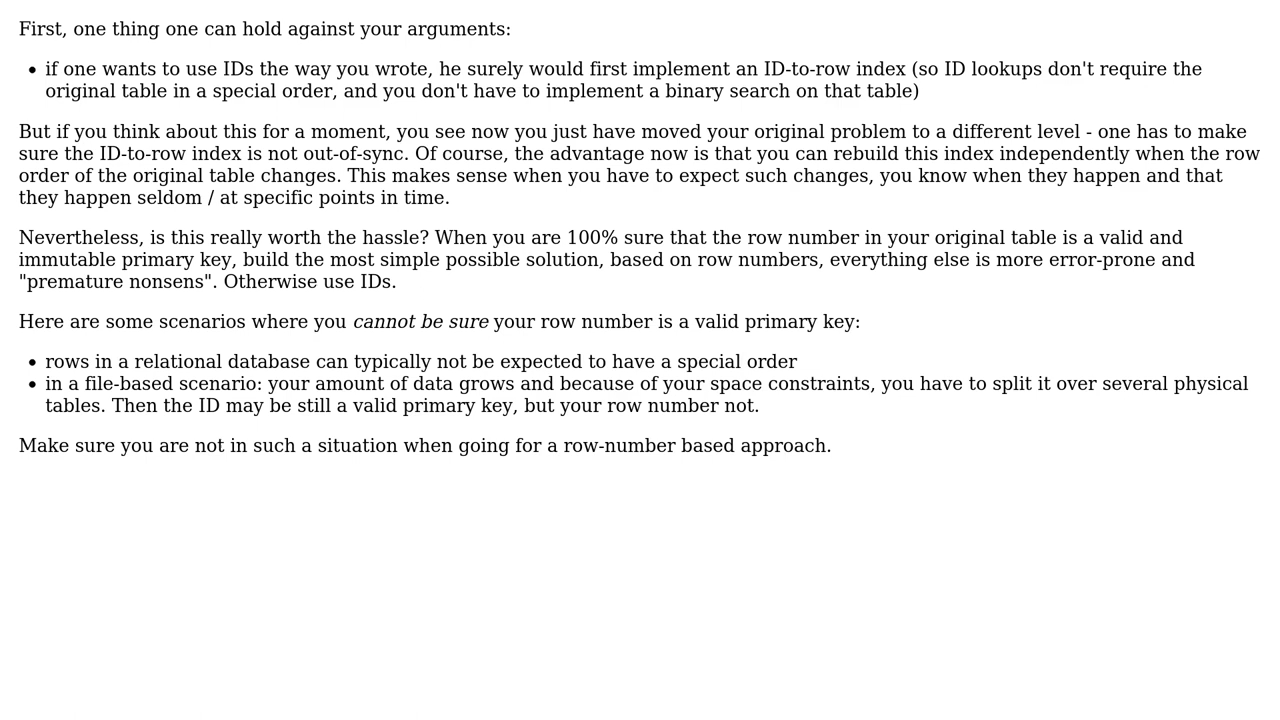 First, one thing one can hold against your arguments:
• if one wants to use IDs the way you wrote, he surely would first implement an ID-to-row index (so ID lookups don't require the
original table in a special order, and you don't have to implement a binary search on that table)
But if you think about this for a moment, you see now you just have moved your original problem to a different level - one has to make
sure the ID-to-row index is not out-of-sync. Of course, the advantage now is that you can rebuild this index independently when the row
order of the original table changes. This makes sense when you have to expect such changes, you know when they happen and that
they happen seldom / at specific points in time.
Nevertheless, is this really worth the hassle? When you are 100% sure that the row number in your original table is a valid and
immutable primary key, build the most simple possible solution, based on row numbers, everything else is more error-prone and
"premature nonsens". Otherwise use IDs.
Here are some scenarios where you cannot be sure your row number is a valid primary key:
• rows in a relational database can typically not be expected to have a special order
• in a file-based scenario: your amount of data grows and because of your space constraints, you have to split it over several physical
tables. Then the ID may be still a valid primary key, but your row number not.
Make sure you are not in such a situation when going for a row-number based approach.